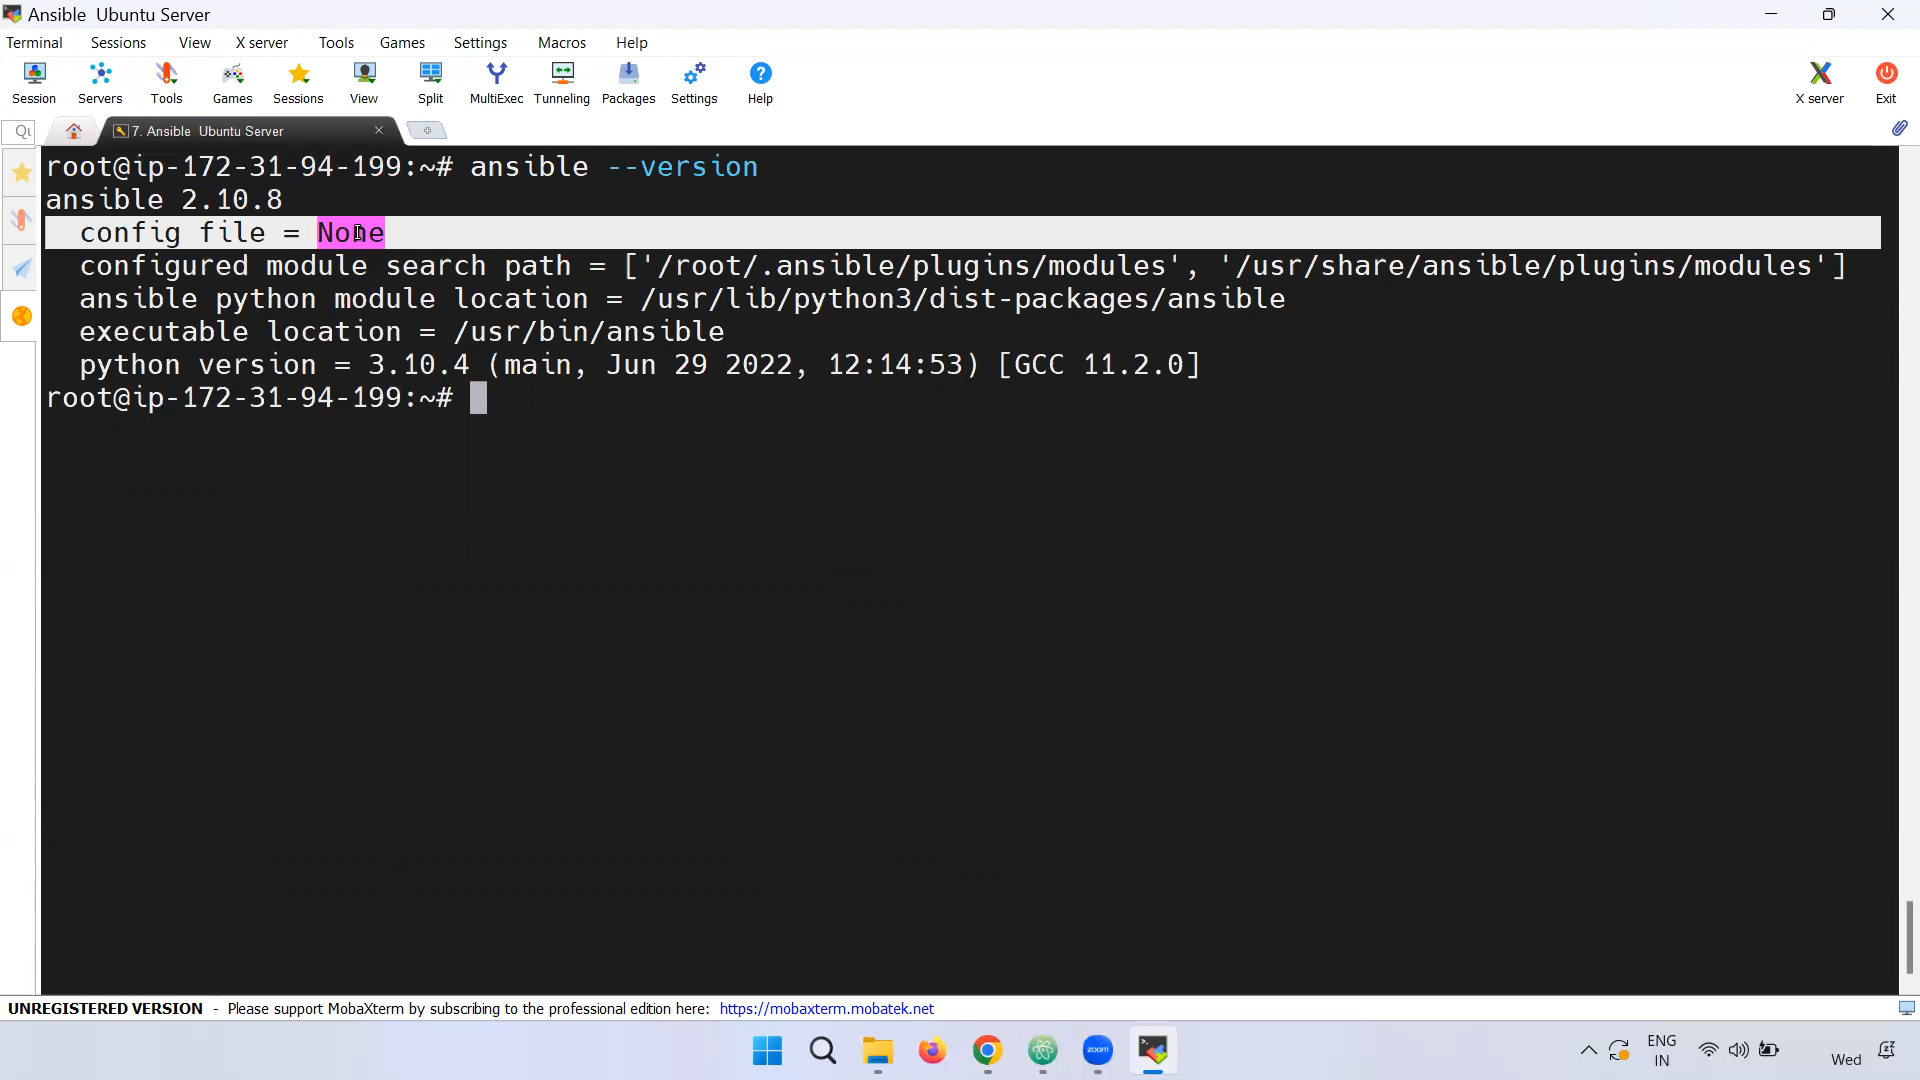 Ansible Ubuntu Server
Terminal Sessions View X server Tools Games Settings Macros Help
Session Servers Tools Games Sessions View Split MultiExec Tunneling Packages Settings Help X server Exit
7. Ansible Ubuntu Server
root@ip-172-31-94-199:~# ansible --version
ansible 2.10.8
config file = None
configured module search path = ['/root/.ansible/plugins/modules', '/usr/share/ansible/plugins/modules']
ansible python module location = /usr/lib/python3/dist-packages/ansible
executable location = /usr/bin/ansible
python version = 3.10.4 (main, Jun 29 2022, 12:14:53) [GCC 11.2.0]
root@ip-172-31-94-199:~#
UNREGISTERED VERSION - Please support MobaXterm by subscribing to the professional edition here: https://mobaxterm.mobatek.net
zoom
ENG
IN
Wed